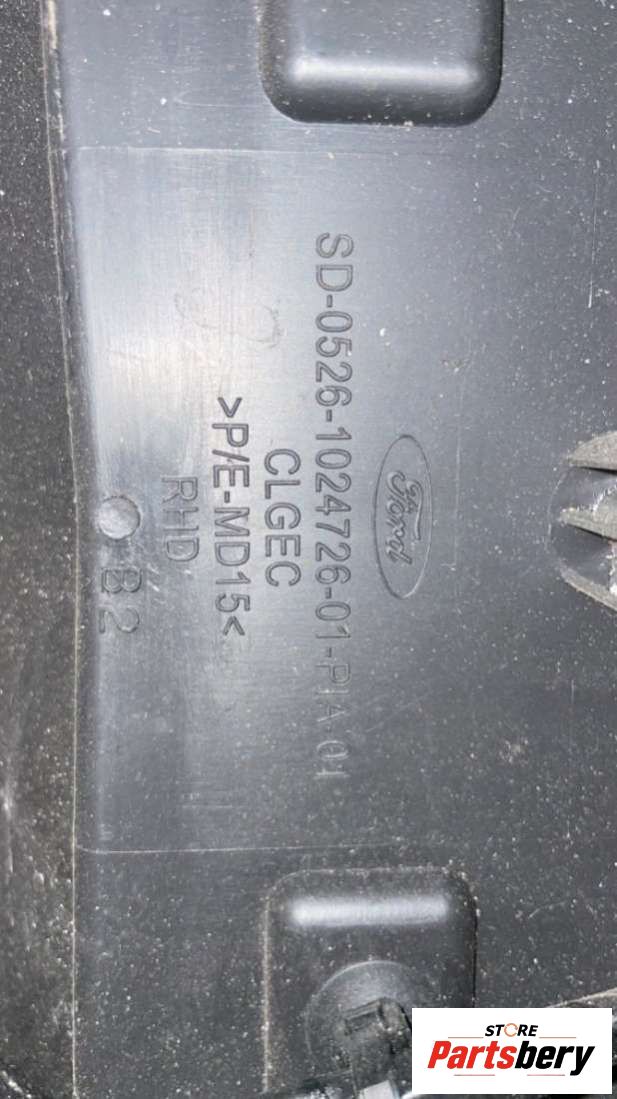 Ford
SD-0526-1024726-01-PIA-01
CLGEC
>P/E-MD15<
RHD
B2
STORE
Partsbery